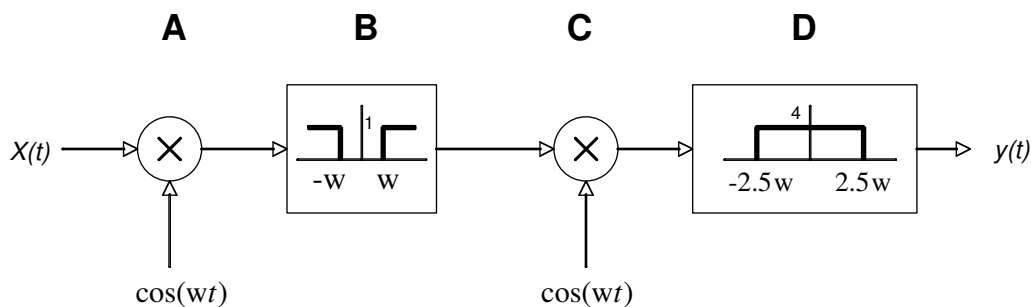 A B C D
1 4
X(t) y(t)
-w w -2.5w 2.5w
cos(wt) cos(wt)